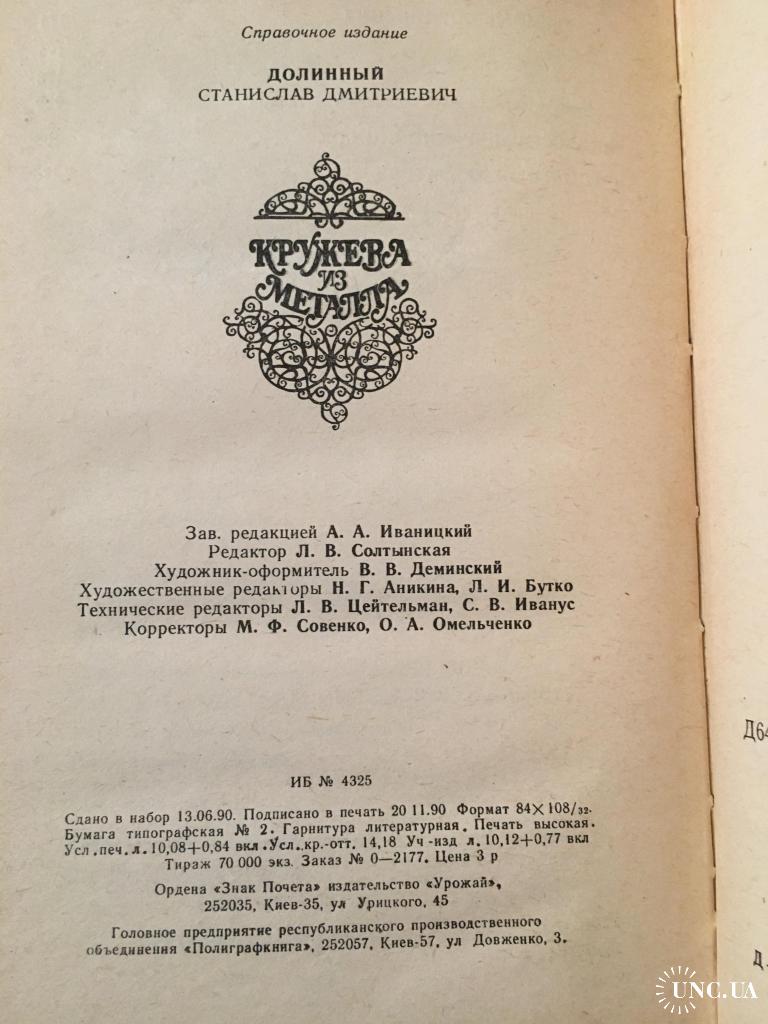 Справочное издание
ДОЛИННЫЙ
СТАНИСЛАВ ДМИТРИЕВИЧ
КРУЖЕВА
ИЗ
МЕТАЛЛА
Зав. редакцией А. А. Иваницкий
Редактор Л. В. Солтынская
Художник-оформитель В. В. Деминский
Художественные редакторы Н. Г. Аникина, Л. И. Бутко
Технические редакторы Л. В. Цейтельман, С. В. Иванус
Корректоры М. Ф. Совенко, О. А. Омельченко
ИБ № 4325
Сдано в набор 13.06.90. Подписано в печать 20 11.90 Формат 84×108/32.
Бумага типографская № 2. Гарнитура литературная. Печать высокая.
Усл.печ.л.10,08+0,84 вкл.Усл.кр.-отт. 14,18 Уч-изд л. 10,12+0,77 вкл
Тираж 70 000 экз. Заказ № 0—2177. Цена 3 р
Ордена «Знак Почета» издательство «Урожай»,
252035, Киев-35, ул Урицкого, 45
Головное предприятие республиканского производственного
объединения «Полиграфкнига», 252057, Киев-57, ул Довженко, 3.
Д64
Д.
UNC.UA